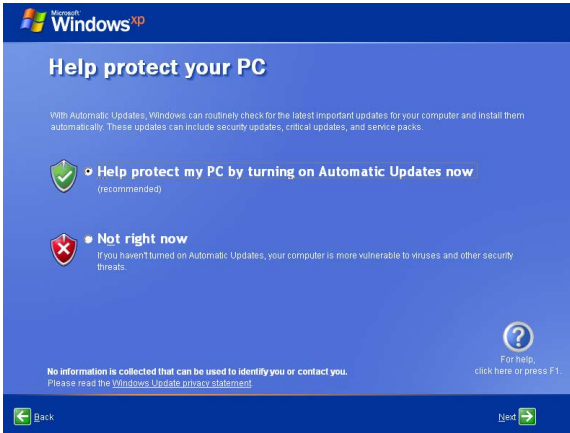 Microsoft
Windows xp
Help protect your PC
With Automatic Updates, Windows can routinely check for the latest important updates for your computer and install them
automatically. These updates can include security updates, critical updates, and service packs.
Help protect my PC by turning on Automatic Updates now
(recommended)
Not right now
If you haven't turned on Automatic Updates, your computer is more vulnerable to viruses and other security
threats.
For help,
click here or press F1.
No information is collected that can be used to identify you or contact you.
Please read the Windows Update privacy statement
Back
Next